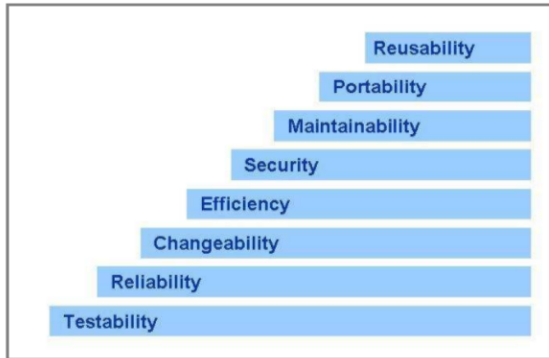 Reusability
Portability
Maintainability
Security
Efficiency
Changeability
Reliability
Testability